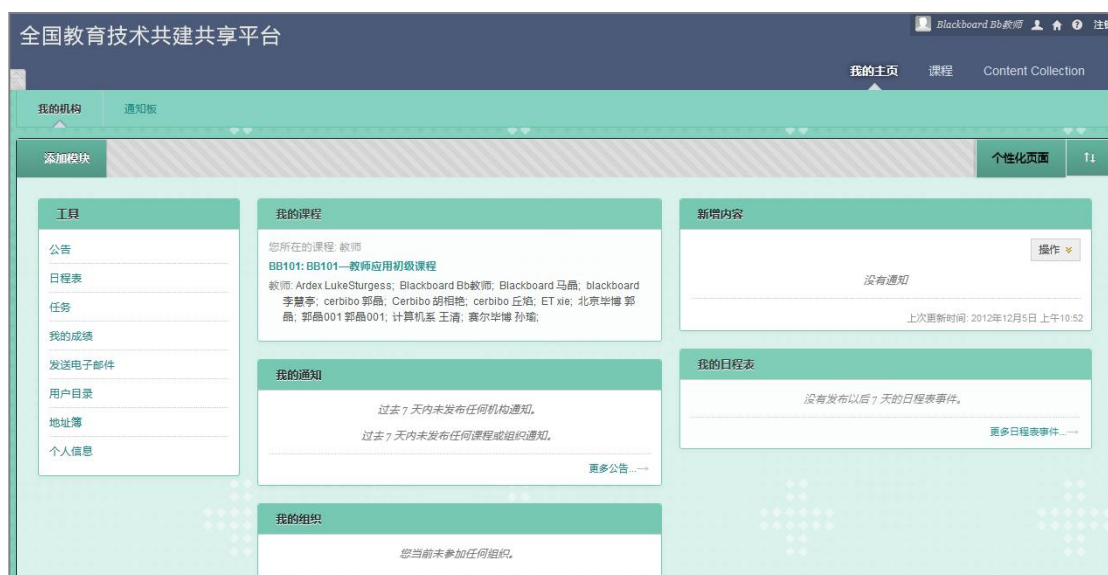 全国教育技术共建共享平台
Blackboard Bb教师
我的主页 课程 Content Collection
我的机构 通知板
添加模块 个性化页面
工具
公告
日程表
任务
我的成绩
发送电子邮件
用户目录
地址簿
个人信息
我的课程
您所在的课程: 教师
BB101: BB101—教师应用初级课程
教师: Ardex LukeSturgess; Blackboard Bb教师; Blackboard 马晶; blackboard
李慧亭; cerbibo 郭晶; Cerbibo 胡相艳; cerbibo 丘焰; ET xie; 北京毕博 郭
晶; 郭晶001 郭晶001; 计算机系 王清; 赛尔毕博 孙瑜;
我的通知
过去 7 天内未发布任何机构通知。
过去 7 天内未发布任何课程或组织通知。
更多公告...→
我的组织
您当前未参加任何组织。
新增内容
操作
没有通知
上次更新时间: 2012年12月5日 上午10:52
我的日程表
没有发布以后 7 天的日程表事件。
更多日程表事件...→